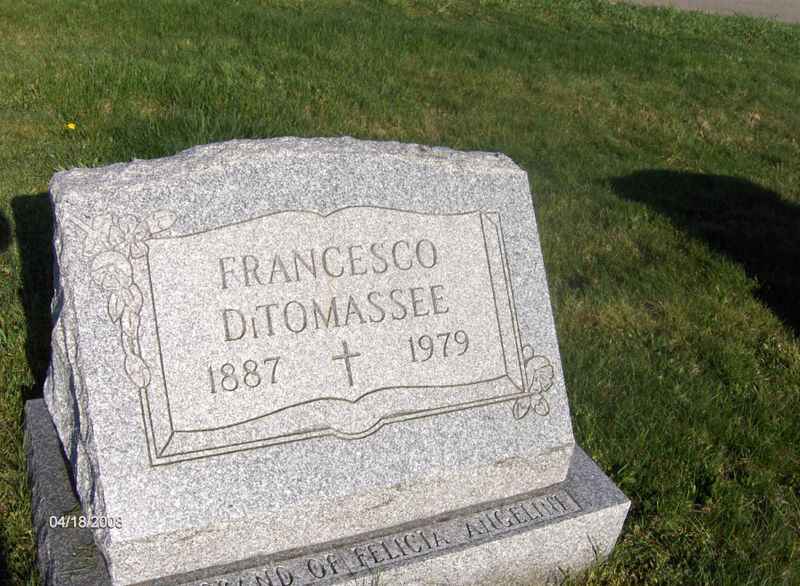 FRANCESCO
DiTOMASSEE
1887 1979
OF FELICIA ANGELINI
04/18/2008